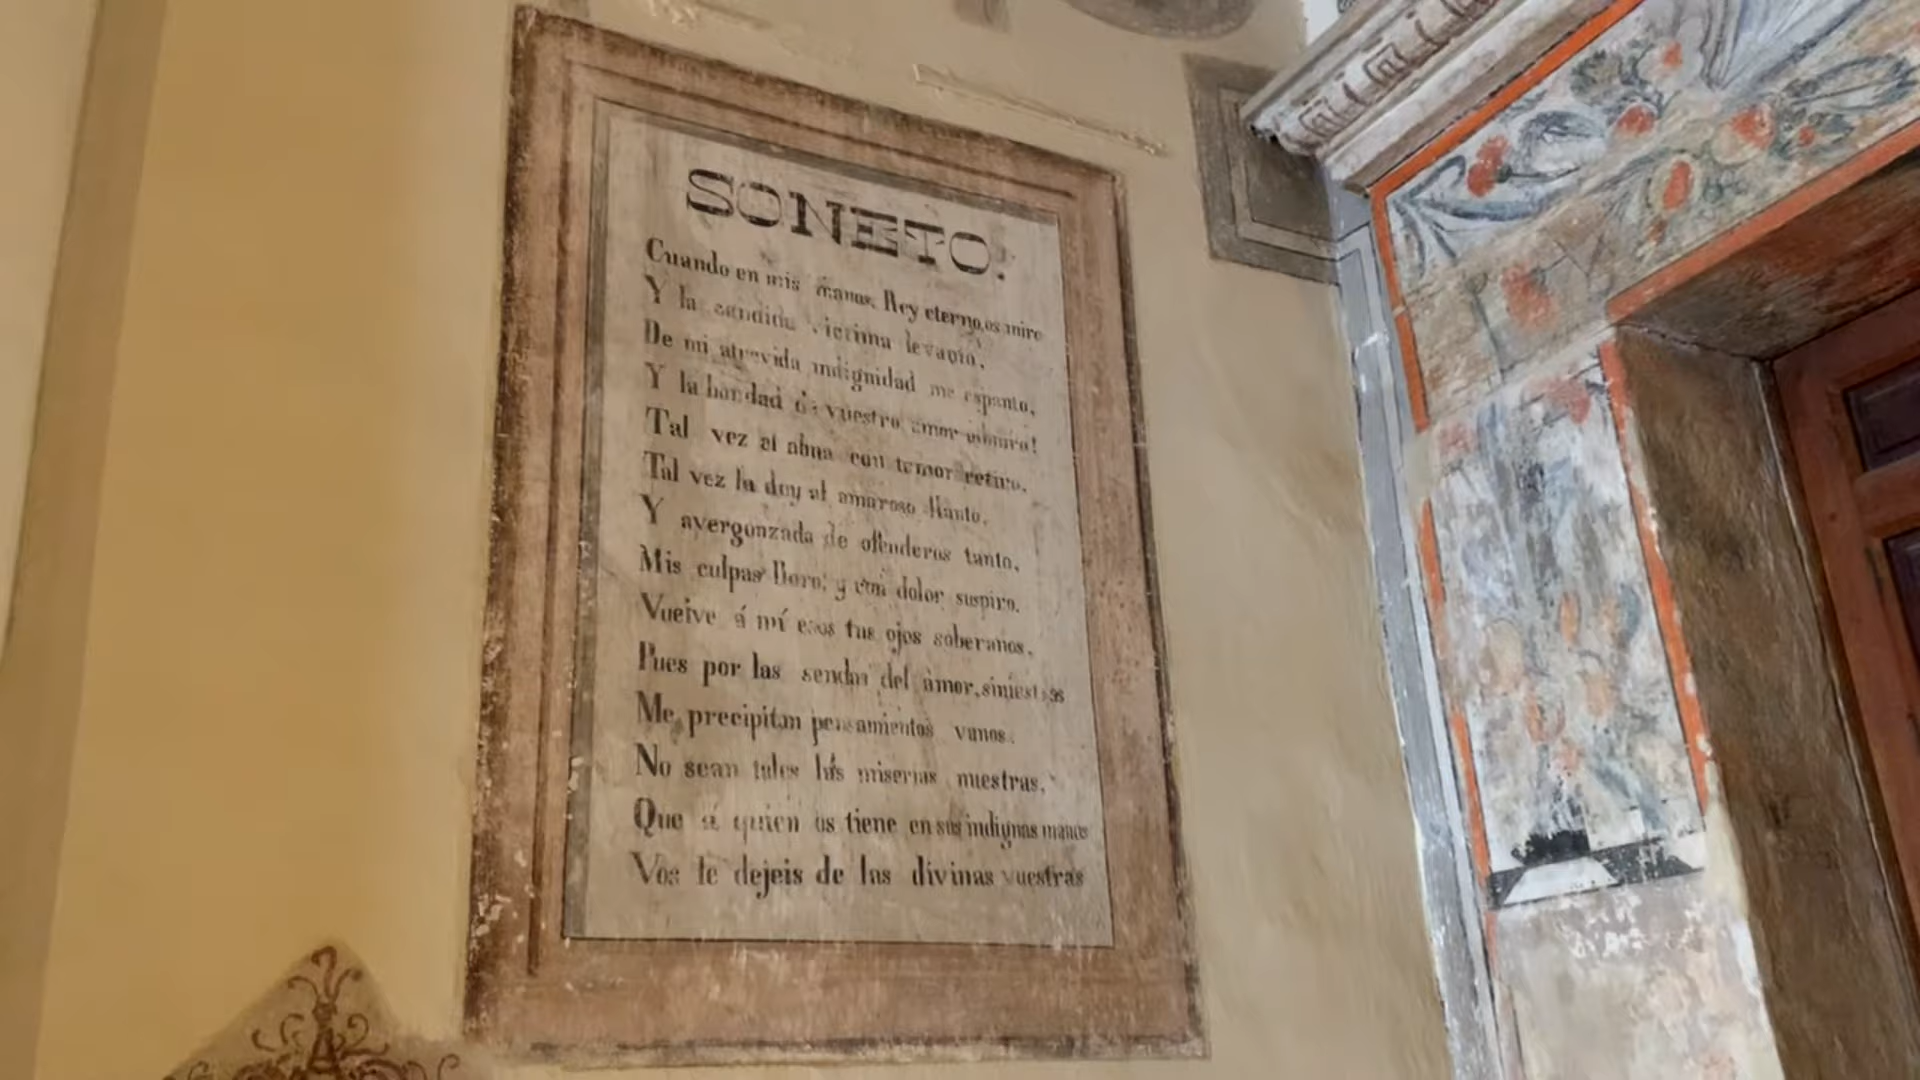 SONETO.
Cuando en mis manos, Rey eterno, os miro
Y la candida victima levanto,
De mi atrevida indignidad me espanto,
Y la bondad de vuestro amor admiro!
Tal vez el alma con temor retiro,
Tal vez la doy al amoroso llanto,
Y avergonzada de ofenderos tanto,
Mis culpas lloro; y con dolor suspiro.
Vuelve á mí esos tus ojos soberanos,
Pues por las sendas del amor, siniestras
Me precipitan pensamientos vanos.
No sean tales las miserias nuestras,
Que á quien os tiene en sus indignas manos
Vos le dejeis de las divinas vuestras